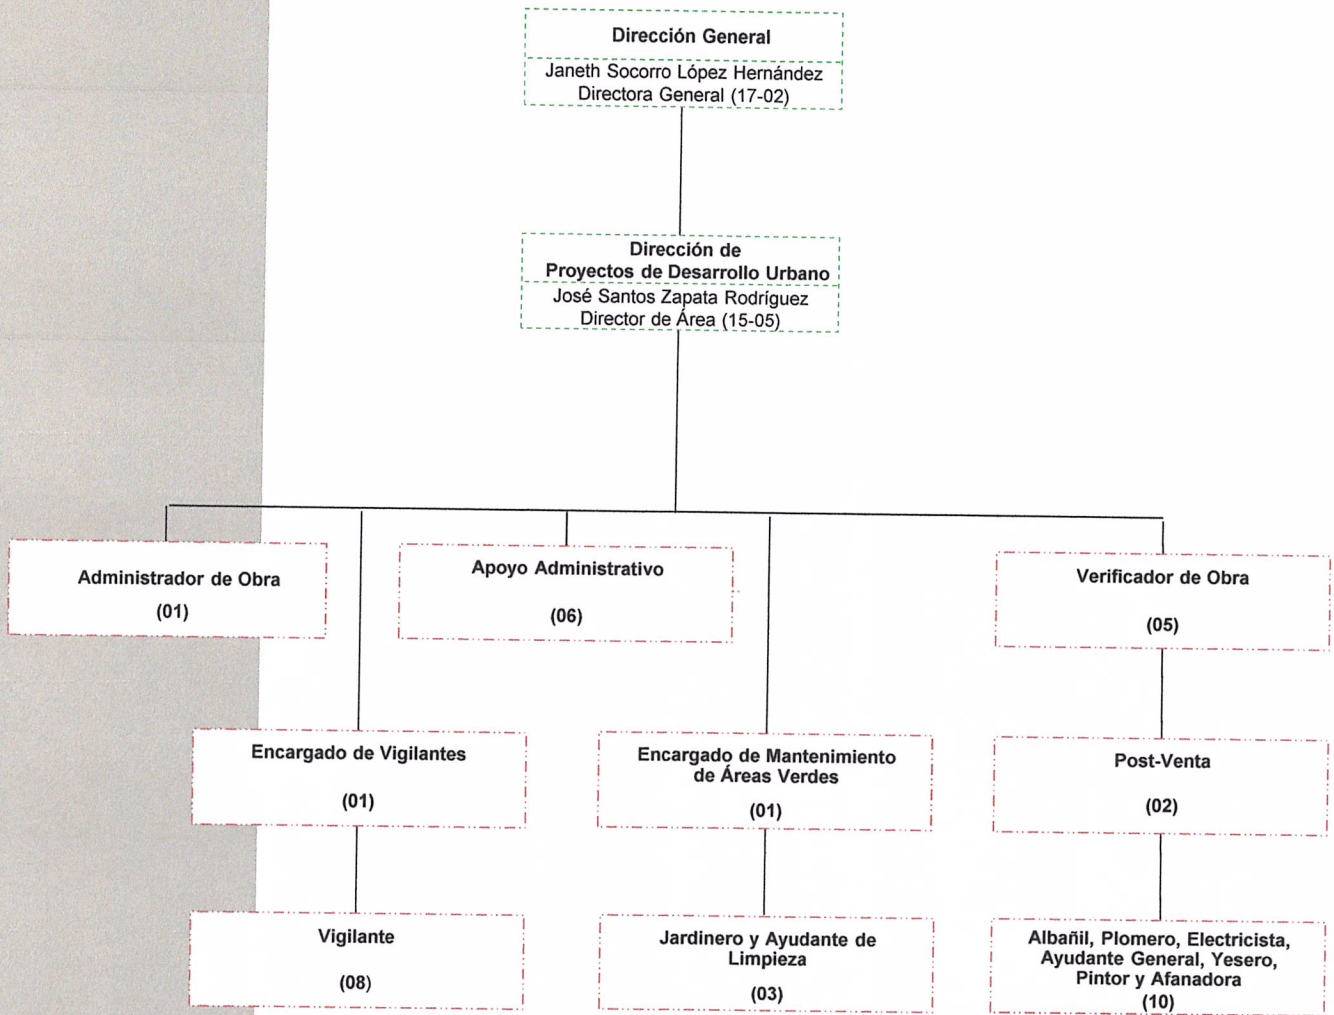 Dirección General
Janeth Socorro López Hernández
Directora General (17-02)
Dirección de
Proyectos de Desarrollo Urbano
José Santos Zapata Rodríguez
Director de Área (15-05)
Administrador de Obra
(01)
Apoyo Administrativo
(06)
Verificador de Obra
(05)
Encargado de Vigilantes
(01)
Encargado de Mantenimiento
de Áreas Verdes
(01)
Post-Venta
(02)
Vigilante
(08)
Jardinero y Ayudante de
Limpieza
(03)
Albañil, Plomero, Electricista,
Ayudante General, Yesero,
Pintor y Afanadora
(10)